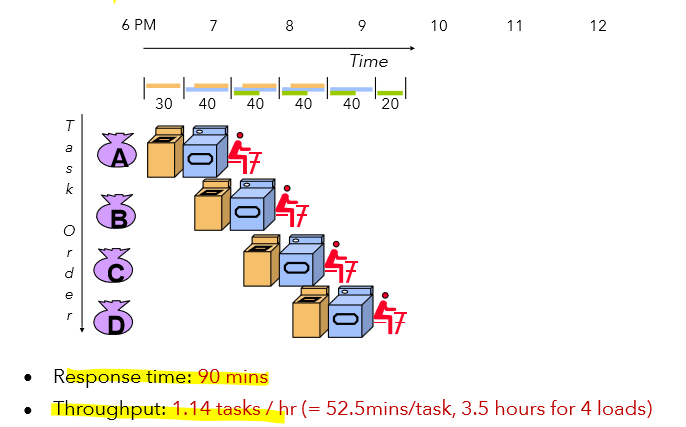 6 PM 7 8 9 10 11 12
Time
30 40 40 40 40 20
Task Order
A
B
C
D
• Response time: 90 mins
• Throughput: 1.14 tasks / hr (= 52.5mins/task, 3.5 hours for 4 loads)